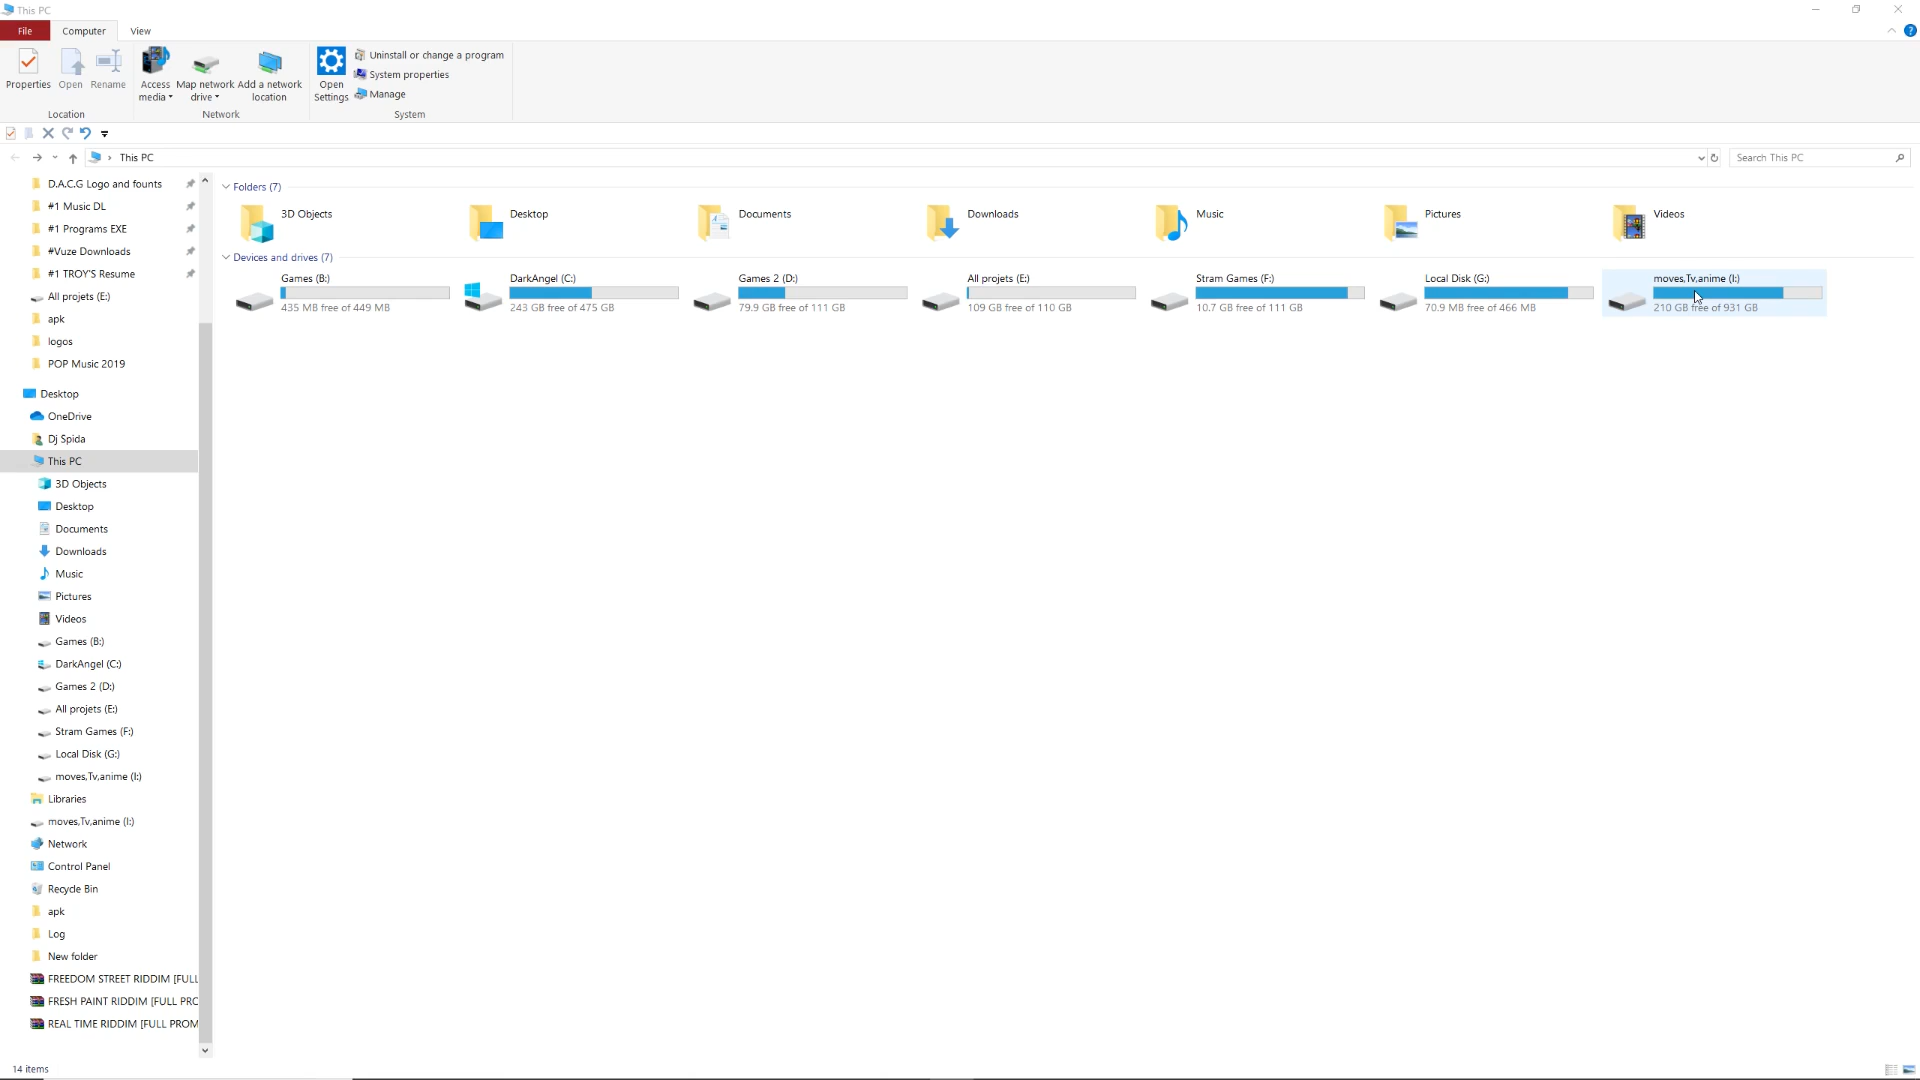 This PC
File
Computer
View
Properties
Open
Rename
Access media
Map network drive
Add a network location
Open Settings
Uninstall or change a program
System properties
Manage
Location
Network
System
This PC
Search This PC
D.A.C.G Logo and founts
#1 Music DL
#1 Programs EXE
#Vuze Downloads
#1 TROY'S Resume
All projets (E:)
apk
logos
POP Music 2019
Desktop
OneDrive
Dj Spida
This PC
3D Objects
Desktop
Documents
Downloads
Music
Pictures
Videos
Games (B:)
DarkAngel (C:)
Games 2 (D:)
All projets (E:)
Stram Games (F:)
Local Disk (G:)
moves,Tv,anime (I:)
Libraries
moves,Tv,anime (I:)
Network
Control Panel
Recycle Bin
apk
Log
New folder
FREEDOM STREET RIDDIM [FULL
FRESH PAINT RIDDIM [FULL PRO
REAL TIME RIDDIM [FULL PROM
Folders (7)
3D Objects
Desktop
Documents
Downloads
Music
Pictures
Videos
Devices and drives (7)
Games (B:)
435 MB free of 449 MB
DarkAngel (C:)
243 GB free of 475 GB
Games 2 (D:)
79.9 GB free of 111 GB
All projets (E:)
109 GB free of 110 GB
Stram Games (F:)
10.7 GB free of 111 GB
Local Disk (G:)
70.9 MB free of 466 MB
moves,Tv,anime (I:)
210 GB free of 931 GB
14 items